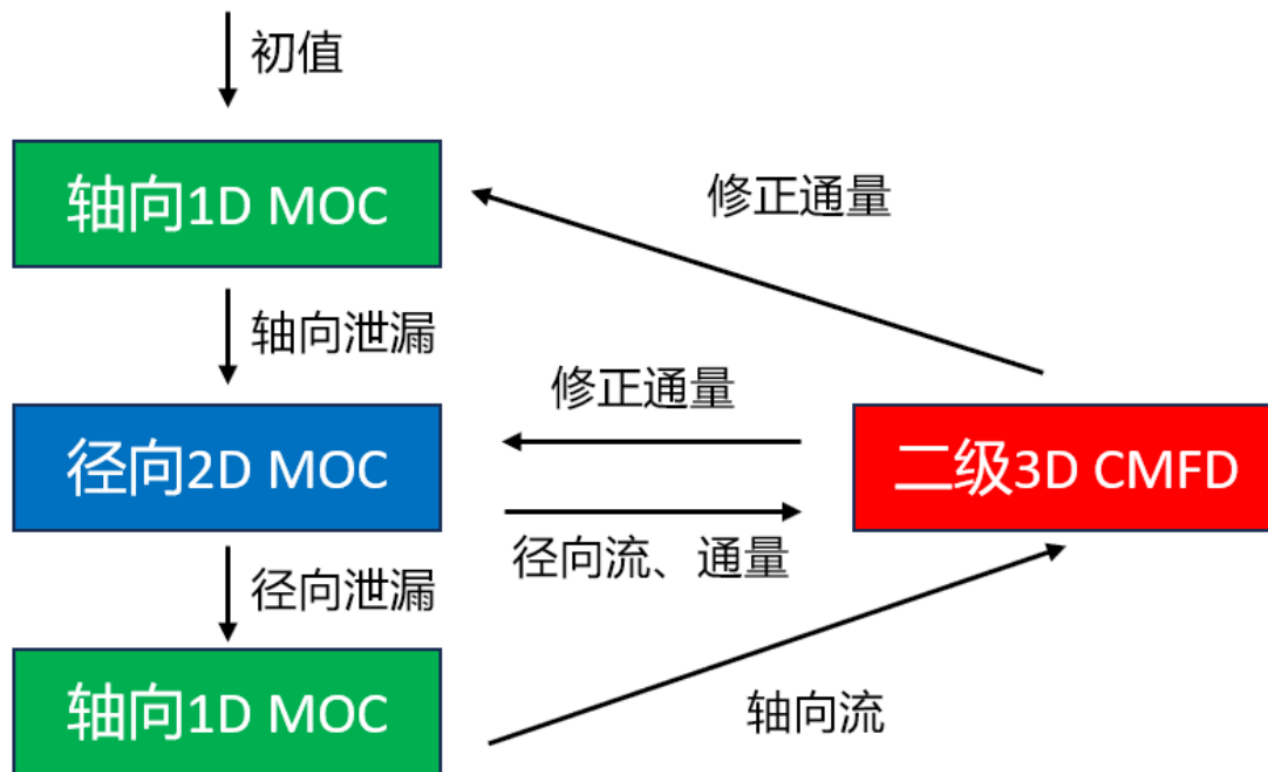 初值
轴向1D MOC
修正通量
轴向泄漏
修正通量
径向2D MOC
二级3D CMFD
径向流、通量
径向泄漏
轴向1D MOC
轴向流